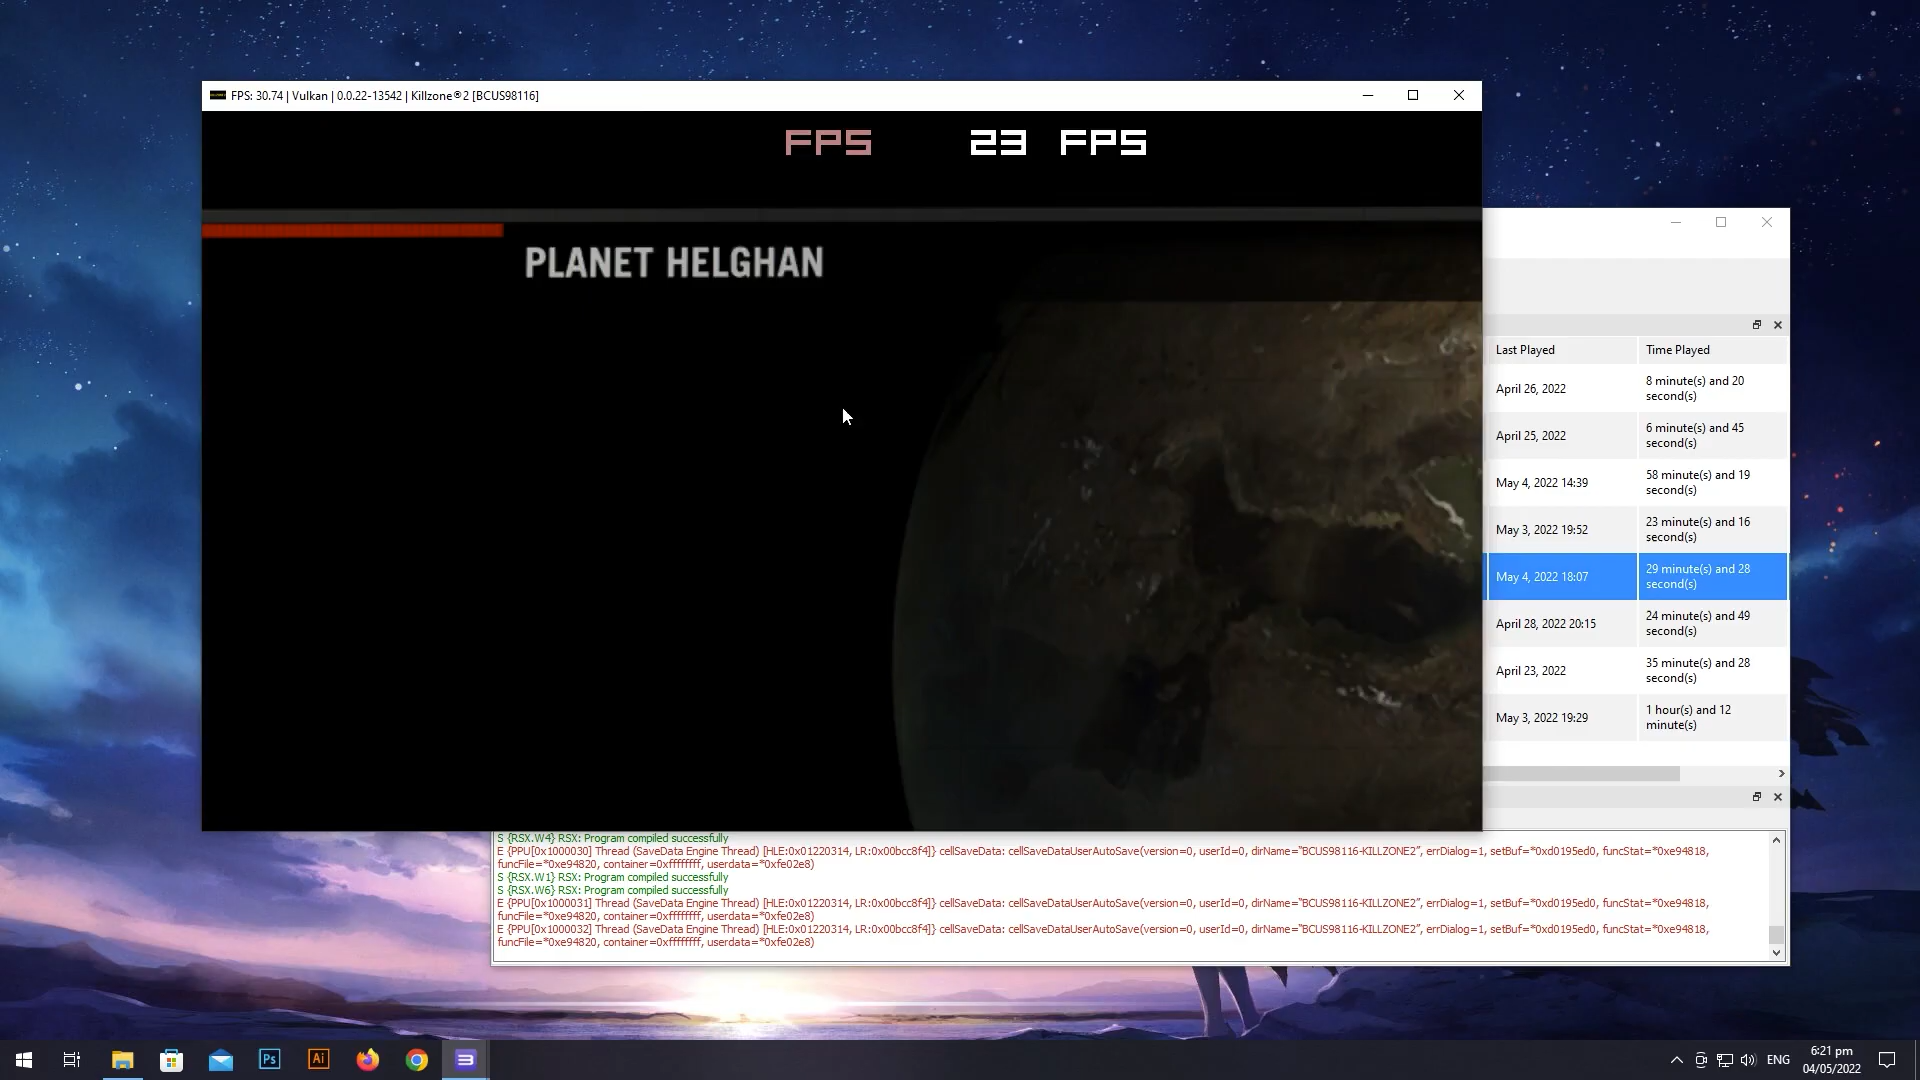 FPS: 30.74 | Vulkan | 0.0.22-13542 | Killzone®2 [BCUS98116]
FPS 23 FPS
PLANET HELGHAN
Last Played Time Played
April 26, 2022 8 minute(s) and 20
second(s)
April 25, 2022 6 minute(s) and 45
second(s)
May 4, 2022 14:39 58 minute(s) and 19
second(s)
May 3, 2022 19:52 23 minute(s) and 16
second(s)
May 4, 2022 18:07 29 minute(s) and 28
second(s)
April 28, 2022 20:15 24 minute(s) and 49
second(s)
April 23, 2022 35 minute(s) and 28
second(s)
May 3, 2022 19:29 1 hour(s) and 12
minute(s)
S {RSX.W4} RSX: Program compiled successfully
E {PPU[0x1000030] Thread (SaveData Engine Thread) [HLE:0x01220314, LR:0x00bcc8f4]} cellSaveData: cellSaveDataUserAutoSave(version=0, userId=0, dirName="BCUS98116-KILLZONE2", errDialog=1, setBuf=*0xd0195ed0, funcStat=*0xe94818,
funcFile=*0xe94820, container=0xffffffff, userdata=*0xfe02e8)
S {RSX.W1} RSX: Program compiled successfully
S {RSX.W6} RSX: Program compiled successfully
E {PPU[0x1000031] Thread (SaveData Engine Thread) [HLE:0x01220314, LR:0x00bcc8f4]} cellSaveData: cellSaveDataUserAutoSave(version=0, userId=0, dirName="BCUS98116-KILLZONE2", errDialog=1, setBuf=*0xd0195ed0, funcStat=*0xe94818,
funcFile=*0xe94820, container=0xffffffff, userdata=*0xfe02e8)
E {PPU[0x1000032] Thread (SaveData Engine Thread) [HLE:0x01220314, LR:0x00bcc8f4]} cellSaveData: cellSaveDataUserAutoSave(version=0, userId=0, dirName="BCUS98116-KILLZONE2", errDialog=1, setBuf=*0xd0195ed0, funcStat=*0xe94818,
funcFile=*0xe94820, container=0xffffffff, userdata=*0xfe02e8)
Ps Ai ENG 6:21 pm
04/05/2022